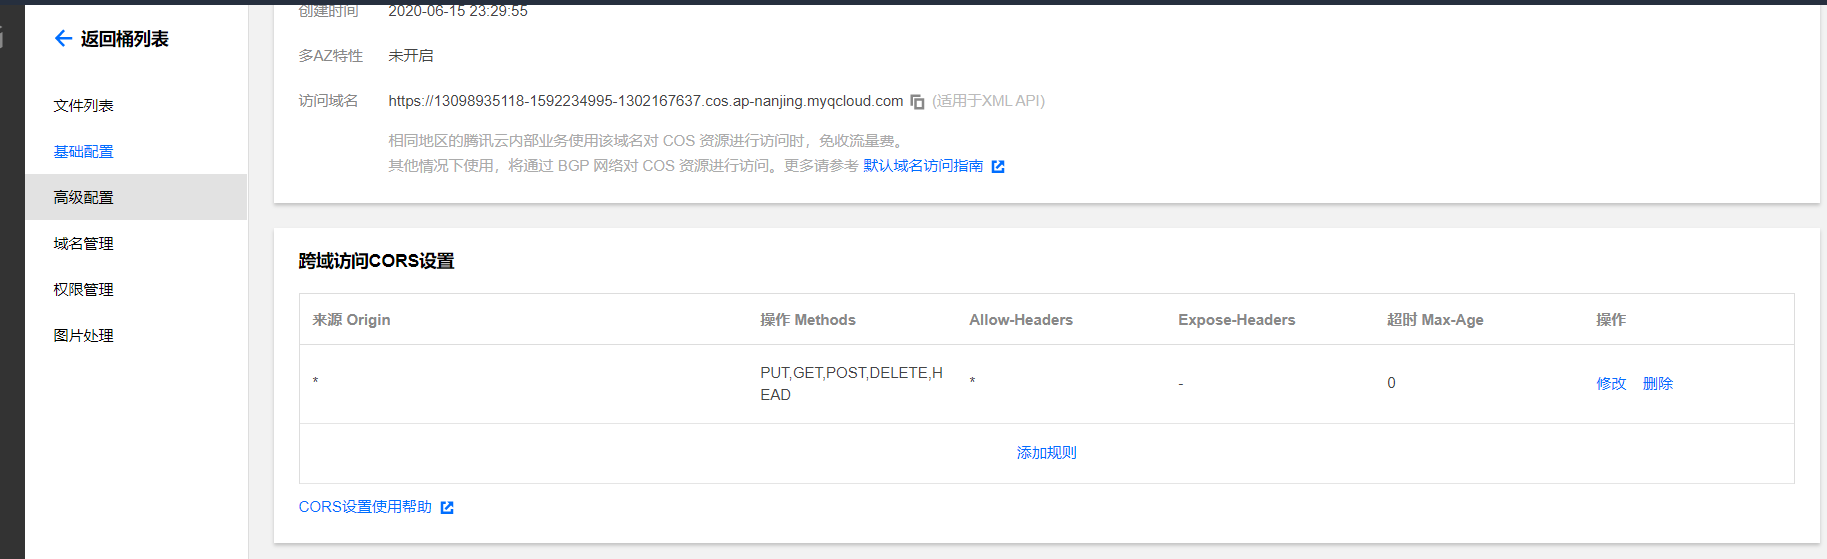 创建时间 2020-06-15 23:29:55
返回桶列表
多AZ特性 未开启
文件列表
访问域名 https://13098935118-1592234995-1302167637.cos.ap-nanjing.myqcloud.com (适用于XML API)
相同地区的腾讯云内部业务使用该域名对 COS 资源进行访问时，免收流量费。
基础配置
其他情况下使用，将通过 BGP 网络对 COS 资源进行访问。更多请参考 默认域名访问指南
高级配置
域名管理
权限管理
图片处理
跨域访问CORS设置
来源 Origin 操作 Methods Allow-Headers Expose-Headers 超时 Max-Age 操作
* PUT,GET,POST,DELETE,H * - 0 修改 删除
EAD
添加规则
CORS设置使用帮助